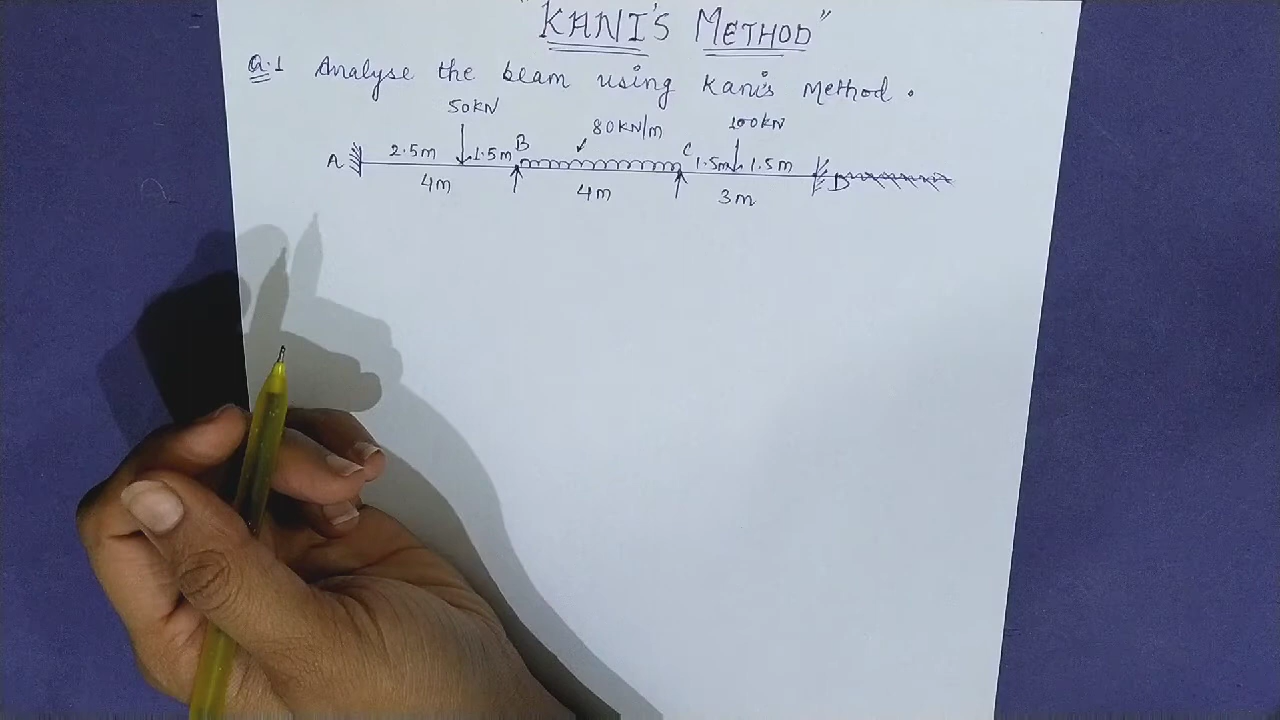 "KANI'S METHOD"
Q.1 Analyse the beam using Kani's Method.
50KN 80KN/m 100KN
A 2.5m 1.5m B C 1.5m 1.5m D
4m 4m 3m